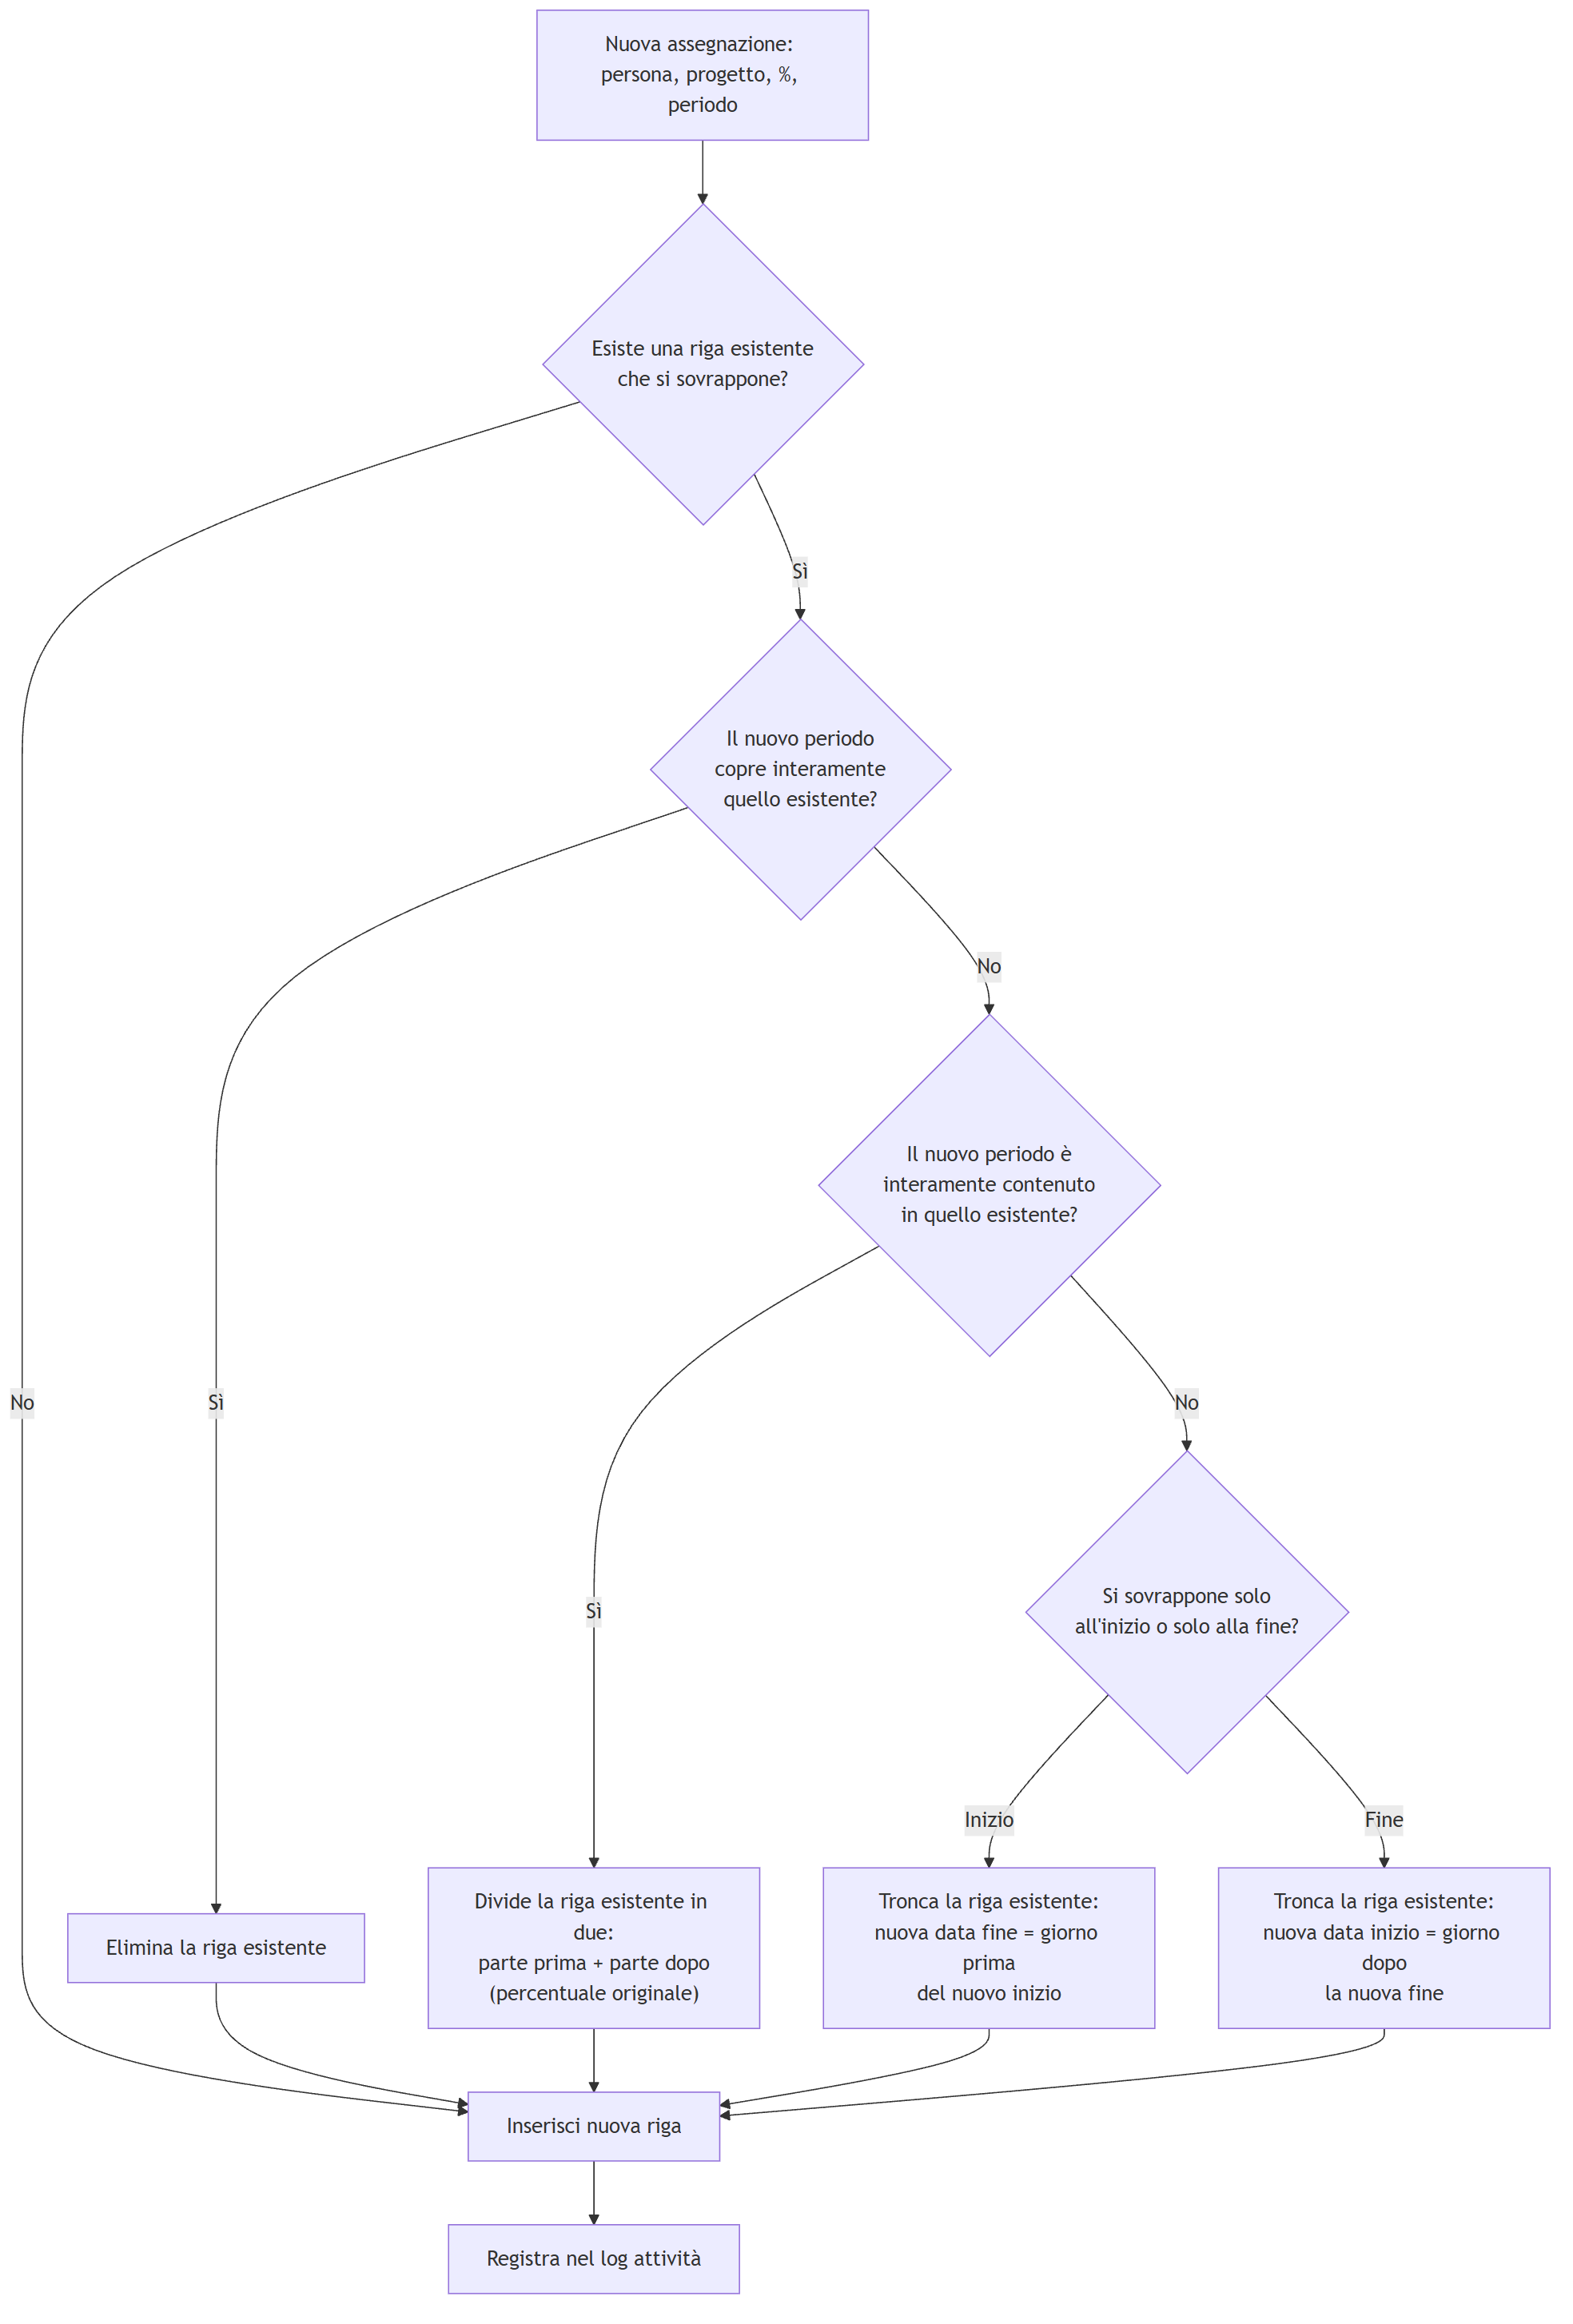 Nuova assegnazione:
persona, progetto, %,
periodo
Esiste una riga esistente
che si sovrappone?
Sì
Il nuovo periodo
copre interamente
quello esistente?
No
Il nuovo periodo è
interamente contenuto
in quello esistente?
No
Sì
No
Sì
Si sovrappone solo
all'inizio o solo alla fine?
Inizio
Fine
Elimina la riga esistente
Divide la riga esistente in
due:
parte prima + parte dopo
(percentuale originale)
Tronca la riga esistente:
nuova data fine = giorno
prima
del nuovo inizio
Tronca la riga esistente:
nuova data inizio = giorno
dopo
la nuova fine
Inserisci nuova riga
Registra nel log attività